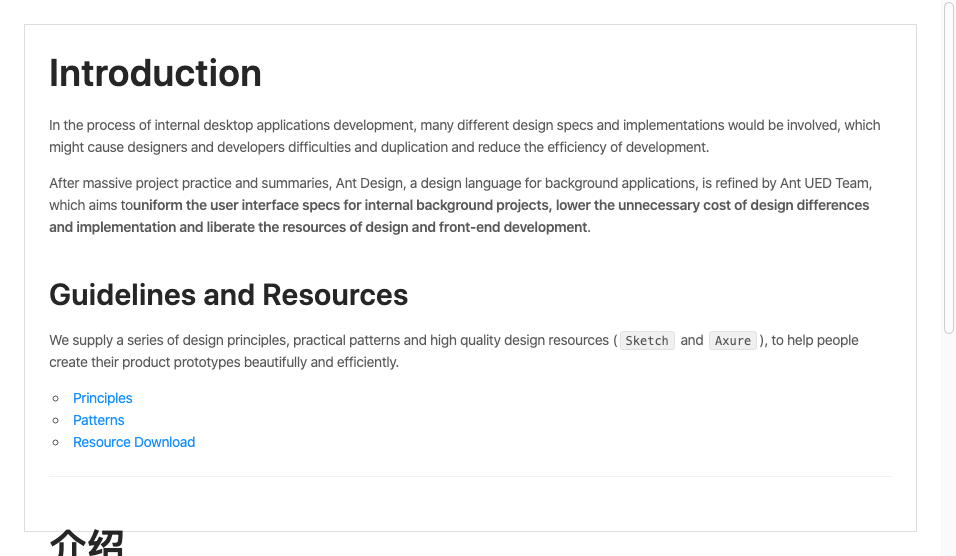 Introduction
In the process of internal desktop applications development, many different design specs and implementations would be involved, which
might cause designers and developers difficulties and duplication and reduce the efficiency of development.
After massive project practice and summaries, Ant Design, a design language for background applications, is refined by Ant UED Team,
which aims touniform the user interface specs for internal background projects, lower the unnecessary cost of design differences
and implementation and liberate the resources of design and front-end development.
Guidelines and Resources
We supply a series of design principles, practical patterns and high quality design resources ( Sketch and Axure ), to help people
create their product prototypes beautifully and efficiently.
Principles
Patterns
Resource Download
介绍